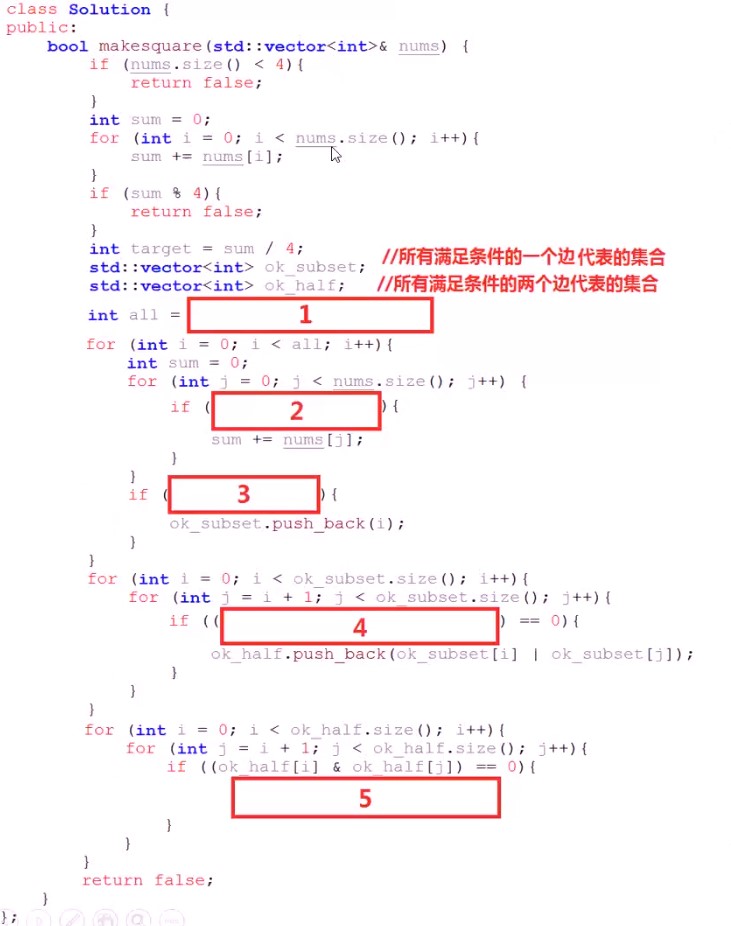 class Solution {
public:
bool makesquare(std::vector<int>& nums) {
if (nums.size() < 4){
return false;
}
int sum = 0;
for (int i = 0; i < nums.size(); i++){
sum += nums[i];
}
if (sum % 4){
return false;
}
int target = sum / 4;
std::vector<int> ok_subset; //所有满足条件的一个边代表的集合
std::vector<int> ok_half; //所有满足条件的两个边代表的集合
int all = 1
for (int i = 0; i < all; i++){
int sum = 0;
for (int j = 0; j < nums.size(); j++) {
if ( 2 ){
sum += nums[j];
}
}
if ( 3 ){
ok_subset.push_back(i);
}
}
for (int i = 0; i < ok_subset.size(); i++){
for (int j = i + 1; j < ok_subset.size(); j++){
if (( 4 ) == 0){
ok_half.push_back(ok_subset[i] | ok_subset[j]);
}
}
}
for (int i = 0; i < ok_half.size(); i++){
for (int j = i + 1; j < ok_half.size(); j++){
if ((ok_half[i] & ok_half[j]) == 0){
5
}
}
}
return false;
}
};